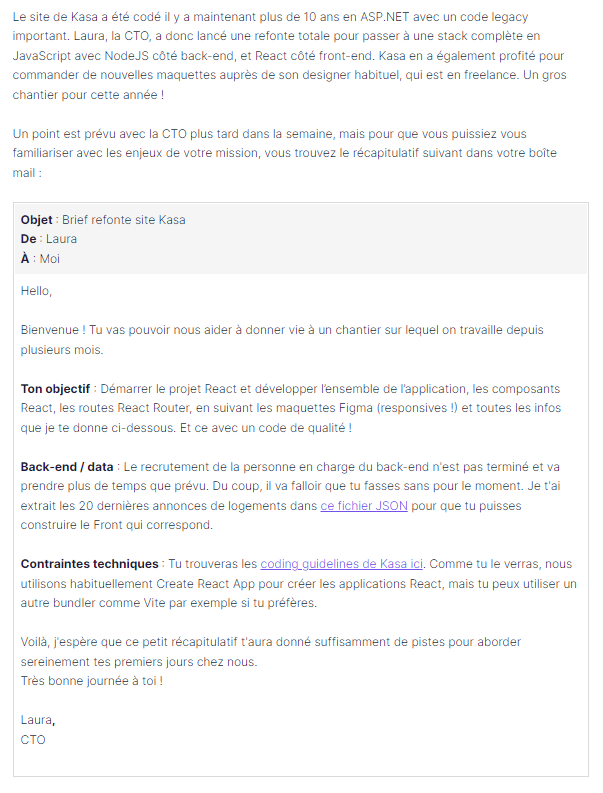 Le site de Kasa a été codé il y a maintenant plus de 10 ans en ASP.NET avec un code legacy
important. Laura, la CTO, a donc lancé une refonte totale pour passer à une stack complète en
JavaScript avec NodeJS côté back-end, et React côté front-end. Kasa en a également profité pour
commander de nouvelles maquettes auprès de son designer habituel, qui est en freelance. Un gros
chantier pour cette année !
Un point est prévu avec la CTO plus tard dans la semaine, mais pour que vous puissiez vous
familiariser avec les enjeux de votre mission, vous trouvez le récapitulatif suivant dans votre boîte
mail :
Objet : Brief refonte site Kasa
De : Laura
À : Moi
Hello,
Bienvenue ! Tu vas pouvoir nous aider à donner vie à un chantier sur lequel on travaille depuis
plusieurs mois.
Ton objectif : Démarrer le projet React et développer l'ensemble de l'application, les composants
React, les routes React Router, en suivant les maquettes Figma (responsives !) et toutes les infos
que je te donne ci-dessous. Et ce avec un code de qualité !
Back-end / data : Le recrutement de la personne en charge du back-end n'est pas terminé et va
prendre plus de temps que prévu. Du coup, il va falloir que tu fasses sans pour le moment. Je t'ai
extrait les 20 dernières annonces de logements dans ce fichier JSON pour que tu puisses
construire le Front qui correspond.
Contraintes techniques : Tu trouveras les coding guidelines de Kasa ici. Comme tu le verras, nous
utilisons habituellement Create React App pour créer les applications React, mais tu peux utiliser un
autre bundler comme Vite par exemple si tu préfères.
Voilà, j'espère que ce petit récapitulatif t'aura donné suffisamment de pistes pour aborder
sereinement tes premiers jours chez nous.
Très bonne journée à toi !
Laura,
CTO